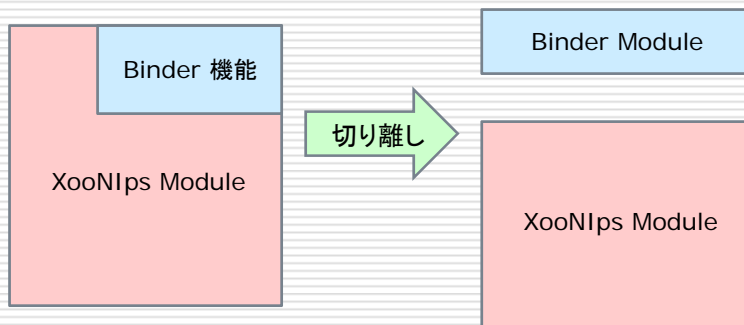 Binder 機能
XooNIps Module
切り離し
Binder Module
XooNIps Module